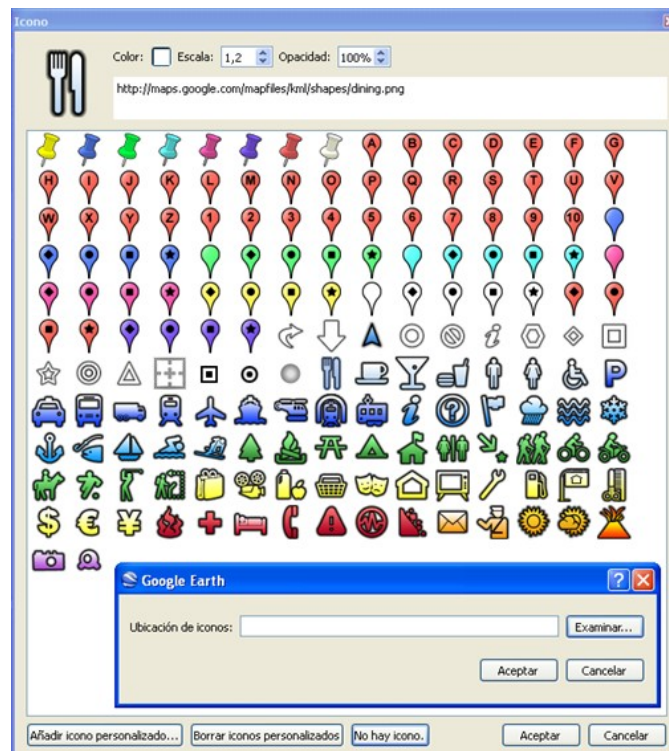 Icono
Color: Escala: 1,2 Opacidad: 100%
http://maps.google.com/mapfiles/kml/shapes/dining.png
A B C D E F G
H I J K L M N O P Q R S T U V
W X Y Z 1 2 3 4 5 6 7 8 9 10
i
P
i ?
$ € ¥
Google Earth
Ubicación de iconos: Examinar...
Aceptar Cancelar
Añadir icono personalizado... Borrar iconos personalizados No hay icono. Aceptar Cancelar